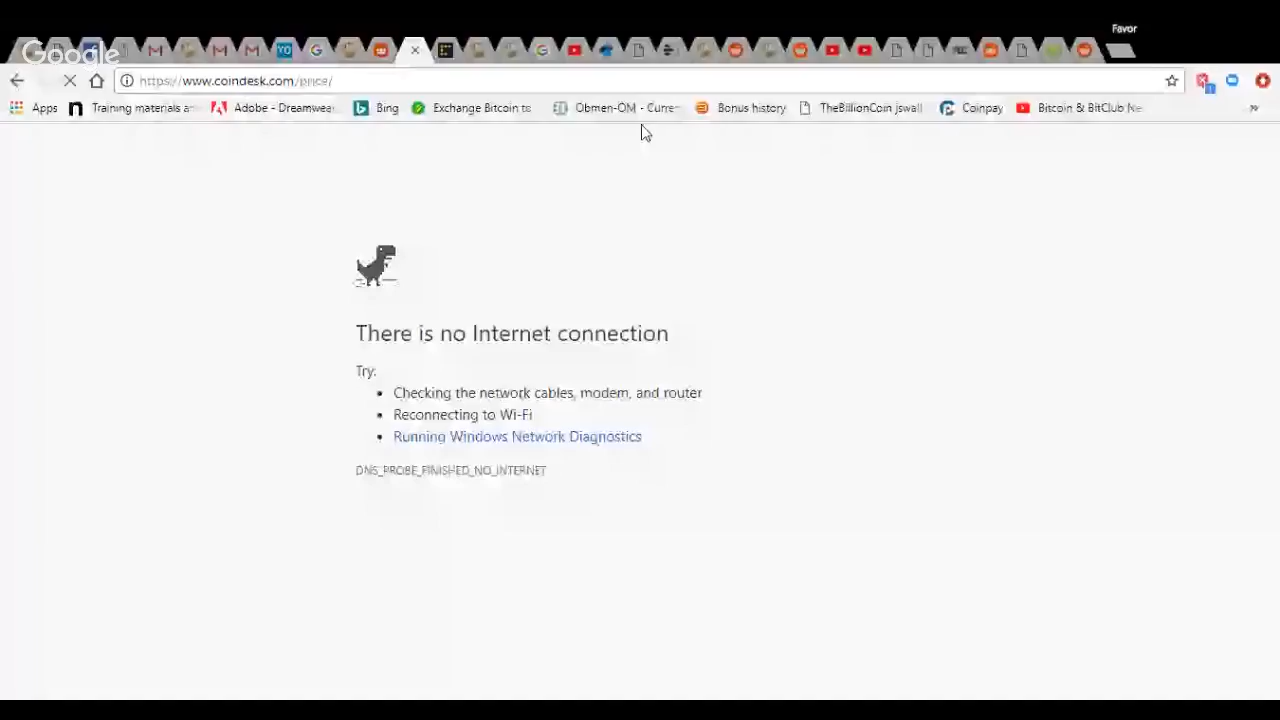 Favor
Google
YO
https://www.coindesk.com/price/
Apps
Training materials a
Adobe - Dreamwea
Bing
Exchange Bitcoin to
Obmen-OM - Curre
Bonus history
TheBillionCoin
Coinpay
Bitcoin & BitClub Ne
»
There is no Internet connection
Try:
Checking the network cables, modem, and router
Reconnecting to Wi-Fi
Running Windows Network Diagnostics
DNS_PROBE_FINISHED_NO_INTERNET